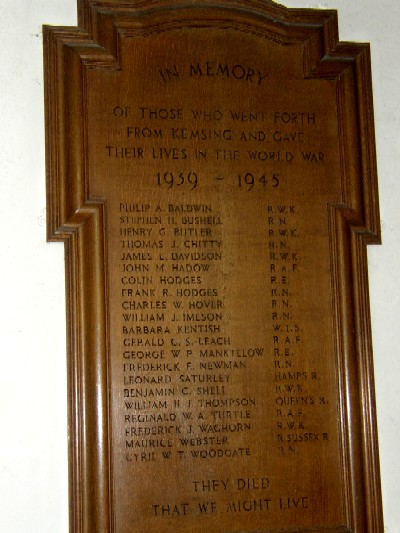 IN MEMORY
OF THOSE WHO WENT FORTH
FROM KEMSING AND GAVE
THEIR LIVES IN THE WORLD WAR
1939 - 1945
PHILIP A. BALDWIN R.W.K.
STEPHEN H. BUSHELL R.N.
HENRY G. BUTLER R.W.K.
THOMAS J. CHITTY R.N.
JAMES L. DAVIDSON R.W.K.
JOHN M. HADOW R.A.F.
COLIN HODGES R.E.
FRANK R. HODGES R.N.
CHARLES W. HOVER R.N.
WILLIAM J. IMESON R.N.
BARBARA KENTISH W.L.S.
GERALD C. S. LEACH R.A.F.
GEORGE W. P. MANKTELOW R.E.
FREDERICK F. NEWMAN R.N.
LEONARD SATURLEY HAMPS R.
BENJAMIN C. SHELL R.W.K.
WILLIAM H. J. THOMPSON QUEEN'S R.
REGINALD W. A. TURTLE R.A.F.
FREDERICK J. WAGHORN R.W.K.
MAURICE WEBSTER R. SUSSEX R.
CYRIL W. T. WOODGATE R.N.
THEY DIED
THAT WE MIGHT LIVE